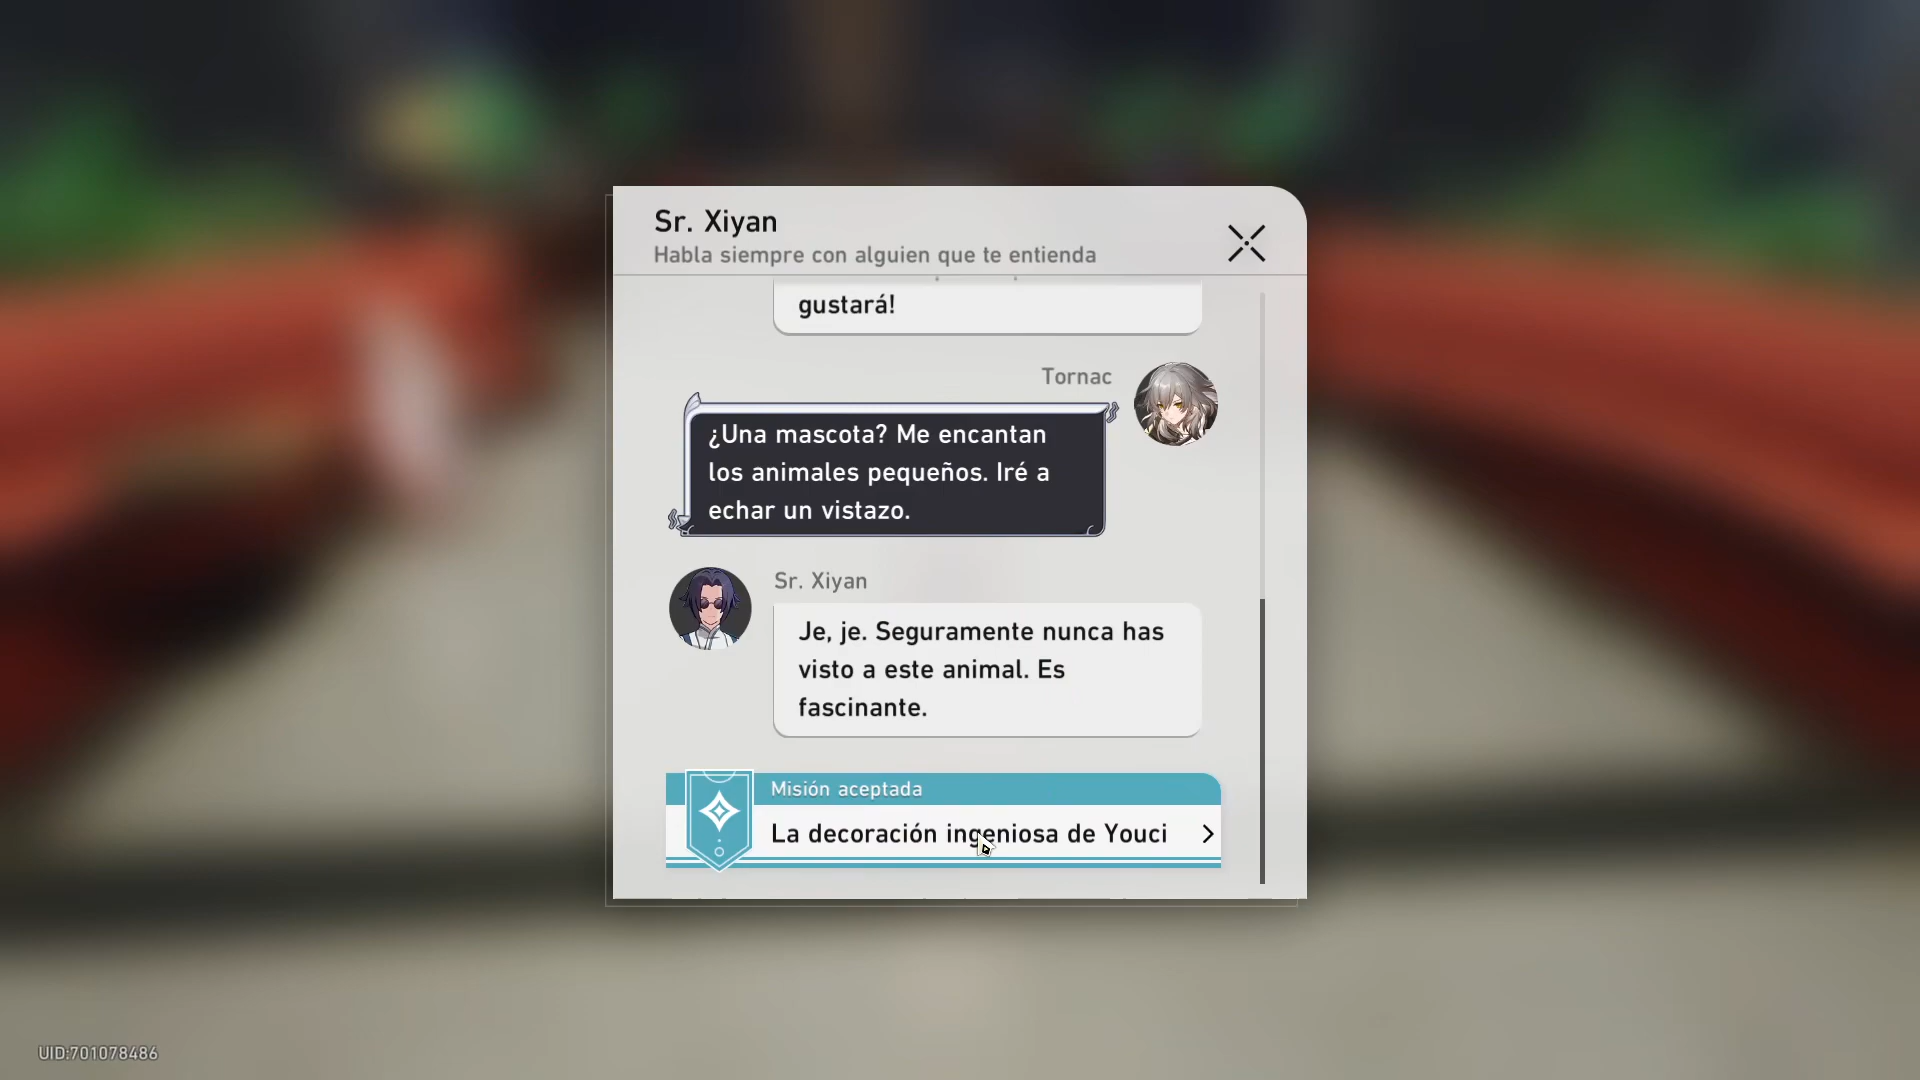 Sr. Xiyan
Habla siempre con alguien que te entienda
gustará!
Tornac
¿Una mascota? Me encantan
los animales pequeños. Iré a
echar un vistazo.
Sr. Xiyan
Je, je. Seguramente nunca has
visto a este animal. Es
fascinante.
Misión aceptada
La decoración ingeniosa de Youci
UID:701078486